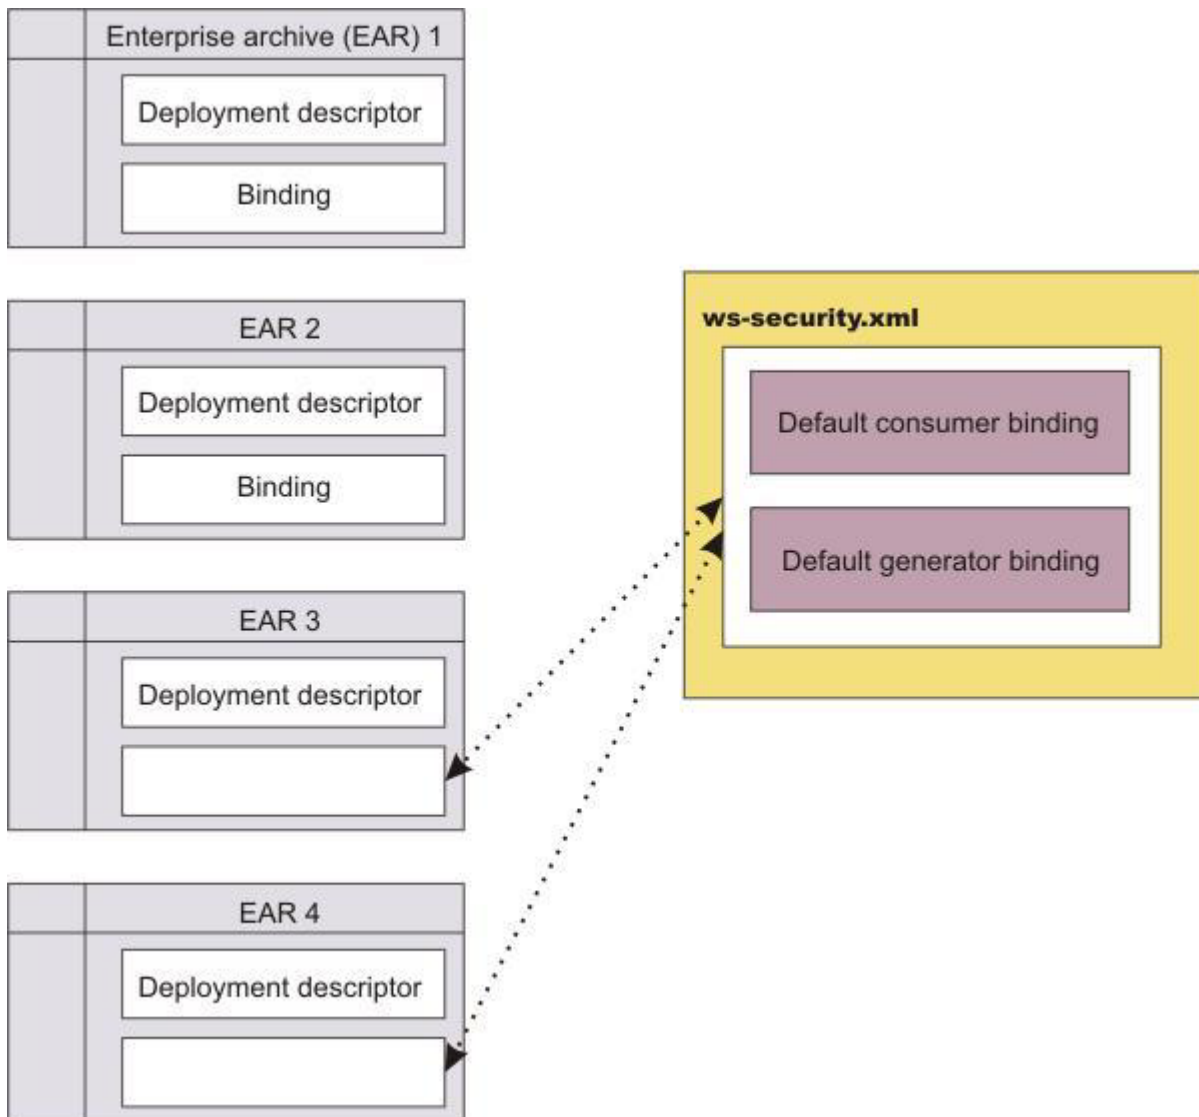 Enterprise archive (EAR) 1
Deployment descriptor
Binding
EAR 2
Deployment descriptor
Binding
EAR 3
Deployment descriptor
EAR 4
Deployment descriptor
ws-security.xml
Default consumer binding
Default generator binding